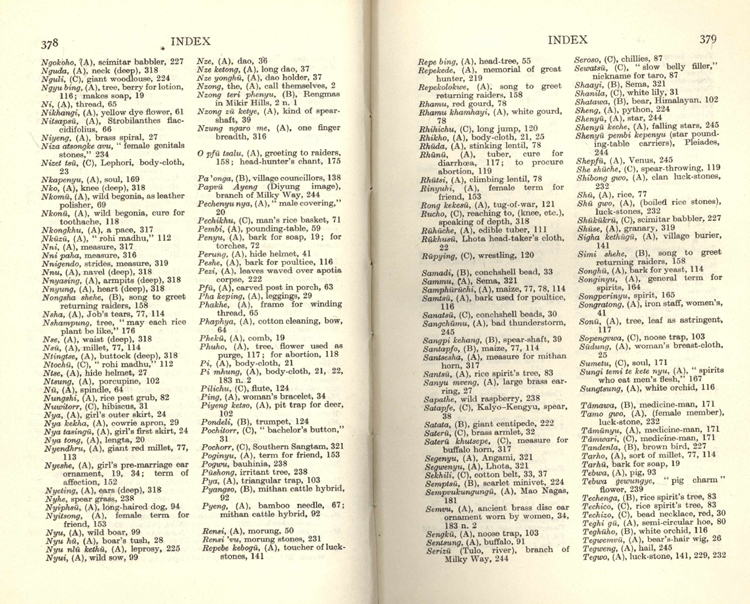 378
INDEX
Ngokoho, (A), scimitar babbler, 227
Nguda, (A), neck (deep), 318
Nguli, (C), giant woodlouse, 224
Ngyu bing, (A), tree, berry for lotion,
116; makes soap, 19
Ni, (A), thread, 65
Nikhangi, (A), yellow dye flower, 61
Nitsapsü, (A), Strobilanthes flac-
cidifolius, 66
Niyeng, (A), brass spiral, 27
Niza atsongke avu, "female genitals
stones," 234
Nizet tsü, (C), Lephori, body-cloth,
23
Nkapenyu, (A), soul, 169
Nko, (A), knee (deep), 318
Nkomü, (A), wild begonia, as leather
polisher, 69
Nkonü, (A), wild begonia, cure for
toothache, 118
Nkongkhu, (A), a pace, 317
Nküzü, (A), "rohi madhu," 112
Nni, (A), measure, 317
Nni paha, measure, 316
Nnigendo, strides, measure, 319
Nnu, (A), navel (deep), 318
Nnyasing, (A), armpits (deep), 318
Nnyung, (A), heart (deep), 318
Nongsha shehe, (B), song to greet
returning raiders, 158
Nsha, (A), Job's tears, 77, 114
Nshampung, tree, "may each rice
plant be like," 176
Nse, (A), waist (deep), 318
Nsü, (A), millet, 77, 114
Ntingtse, (A), buttock (deep), 318
Ntochü, (C), "rohi madhu," 112
Ntse, (A), hide helmet, 27
Ntsung, (A), porcupine, 102
Nü, (A), spindle, 64
Nungshi, (A), rice pest grub, 82
Nuwitorr, (C), hibiscus, 31
Nya, (A), girl's outer skirt, 24
Nya kekha, (A), cowrie apron, 29
Nya tasingü, (A), girl's first skirt, 24
Nya tong, (A), lengta, 20
Nyendhru, (A), giant red millet, 77,
113
Nyeshe, (A), girl's pre-marriage ear
ornament, 19, 34; term of
affection, 152
Nyeting, (A), ears (deep), 318
Nyhe, spear grass, 238
Nyiphsü, (A), long-haired dog, 94
Nyitsong, (A), female term for
friend, 153
Nyu, (A), wild boar, 99
Nyu hü, (A), boar's tusk, 28
Nyu nlü kethü, (A), leprosy, 225
Nyui, (A), wild sow, 99
Nze, (A), dao, 36
Nze ketong, (A), long dao, 37
Nze yonghü, (A), dao holder, 37
Nzong, the, (A), call themselves, 2
Nzong teri phenyu, (B), Rengmas
in Mikir Hills, 2 n. 1
Nzong zü ketye, (A), kind of spear-
shaft, 39
Nzung ngaro me, (A), one finger
breadth, 316
O pfü tsalu, (A), greeting to raiders,
158; head-hunter's chant, 175
Pa 'onga, (B), village councillors, 138
Papvü Ayeng (Diyung image),
branch of Milky Way, 244
Pechenyu nya, (A), "male covering,"
20
Pechikhu, (C), man's rice basket, 71
Pembi, (A), pounding-table, 59
Penyu, (A), bark for soap, 19; for
torches, 72
Perung, (A), hide helmet, 41
Peshe, (A), bark for poultice, 116
Pezi, (A), leaves waved over apotia
corpse, 222
Pfü, (A), carved post in porch, 63
Pha keping, (A), leggings, 29
Phakhe, (A), frame for winding
thread, 65
Phaphya, (A), cotton cleaning, bow,
64
Phekü, (A), comb, 19
Phuho, (A), tree, flower used as
purge, 117; for abortion, 118
Pi, (A), body-cloth, 21
Pi mhung, (A), body-cloth, 21, 22,
183 n. 2
Pilichu, (C), flute, 124
Ping, (A), woman's bracelet, 34
Piyeng ketso, (A), pit trap for deer,
102
Pondeli, (B), trumpet, 124
Pochitorr, (C), "bachelor's button,"
31
Pochorr, (C), Southern Sangtam, 321
Poginyu, (A), term for friend, 153
Pogwu, bauhinia, 238
Püshong, irritant tree, 238
Pya, (A), triangular trap, 103
Pyangen, (B), mithan cattle hybrid,
92
Pyeng, (A), bamboo needle, 67;
mithan cattle hybrid, 92
Rensi, (A), morung, 50
Rensi 'vu, morung stones, 231
Repebe kebogü, (A), toucher of luck-
stones, 141
INDEX
379
Repe bing, (A), head-tree, 55
Repekede, (A), memorial of great
hunter, 219
Repekolokwe, (A), song to greet
returning raiders, 158
Rhamu, red gourd, 78
Rhamu khamhayi, (A), white gourd,
78
Rhihichu, (C), long jump, 120
Rhikho, (A), body-cloth, 21, 25
Rhüda, (A), stinking lentil, 78
Rhünü, (A), tuber, cure for
diarrhœa, 117; to procure
abortion, 119
Rhütsi, (A), climbing lentil, 78
Rinyuhi, (A), female term for
friend, 153
Rong kekesü, (A), tug-of-war, 121
Rucho, (C), reaching to, (knee, etc.),
speaking of depth, 318
Rühüche, (A), edible tuber, 111
Rükhusü, Lhota head-taker's cloth,
22
Rüpying, (C), wrestling, 120
Samadi, (B), conchshell bead, 33
Sammu, (A), Sema, 321
Samphürüchi, (A), maize, 77, 78, 114
Samtsü, (A), bark used for poultice,
116
Sanatsü, (C), conchshell beads, 30
Sangchümu, (A), bad thunderstorm,
245
Sangpi kehang, (B), spear-shaft, 39
Santapfo, (B), maize, 77, 114
Santsesha, (A), measure for mithan
horn, 317
Santsü, (A), rice spirit's tree, 83
Sanyu mveng, (A), large brass ear-
ring, 27
Sapathe, wild raspberry, 238
Satapfe, (C), Kalyo-Kengyu, spear,
38
Satata, (B), giant centipede, 222
Saterü, (C), brass armlet, 32
Saterü khutsepe, (C), measure for
buffalo horn, 317
Segenyu, (A), Angami, 321
Segwenyu, (A), Lhota, 321
Sekhili, (C), cotton belt, 33, 37
Semptsü, (B), scarlet minivet, 224
Semprukungungü, (A), Mao Nagas,
181
Semvu, (A), ancient brass disc ear
ornament worn by women, 34,
183 n. 2
Sengkü, (A), noose trap, 103
Sentsung, (A), buffalo, 91
Serizü (Tulo, river), branch of
Milky Way, 244
Seroso, (C), chillies, 87
Sewatsü, (C), "slow belly filler,"
nickname for taro, 87
Shaayi, (B), Sema, 321
Shanila, (C), white lily, 31
Shatawa, (B), bear, Himalayan, 102
Sheng, (A), python, 224
Shenyü, (A), star, 244
Shenyü keche, (A), falling stars, 245
Shenyü pembi kepenyu (star pound-
ing-table carriers), Pleiades,
244
Shepfü, (A), Venus, 245
She shüche, (C), spear-throwing, 119
Shibong gwo, (A), clan luck-stones,
232
Shü, (A), rice, 77
Shü gwo, (A), (boiled rice stones),
luck-stones, 232
Shükükrü, (C), scimitar babbler, 227
Shüse, (A), granary, 319
Sigha kethügü, (A), village burier,
141
Simi shehe, (B), song to greet
returning raiders, 158
Songhü, (A), bark for yeast, 114
Songinyu, (A), general term for
spirits, 164
Songperinyu, spirit, 165
Songratong, (A), iron staff, women's,
41
Sonü, (A), tree, leaf as astringent,
117
Sopengwva, (C), noose trap, 103
Südung, (A), woman's breast-cloth,
25
Sumetu, (C), soul, 171
Sungi temi te kete nyu, (A), "spirits
who eat men's flesh," 167
Sungtsung, (A), white orchid, 116
Tämawa, (B), medicine-man, 171
Tamo gwo, (A), (female member),
luck-stone, 232
Tämünyu, (A), medicine-man, 171
Tämvari, (C), medicine-man, 171
Tandenla, (B), brown bird, 227
Tarho, (A), sort of millet, 77, 114
Tarhü, bark for soap, 19
Tebwa, (A), pig, 93
Tebwa gewungye, "pig charm"
flower, 239
Techenga, (B), rice spirit's tree, 83
Techico, (C), rice spirit's tree, 83
Techizo, (C), bead necklace, red, 30
Teghi gü, (A), semi-circular hoe, 80
Teghüho, (B), white orchid, 116
Tegwemvü, (A), bear's-hair wig, 26
Tegweng, (A), hail, 245
Tegwo, (A), luck-stone, 141, 229, 232